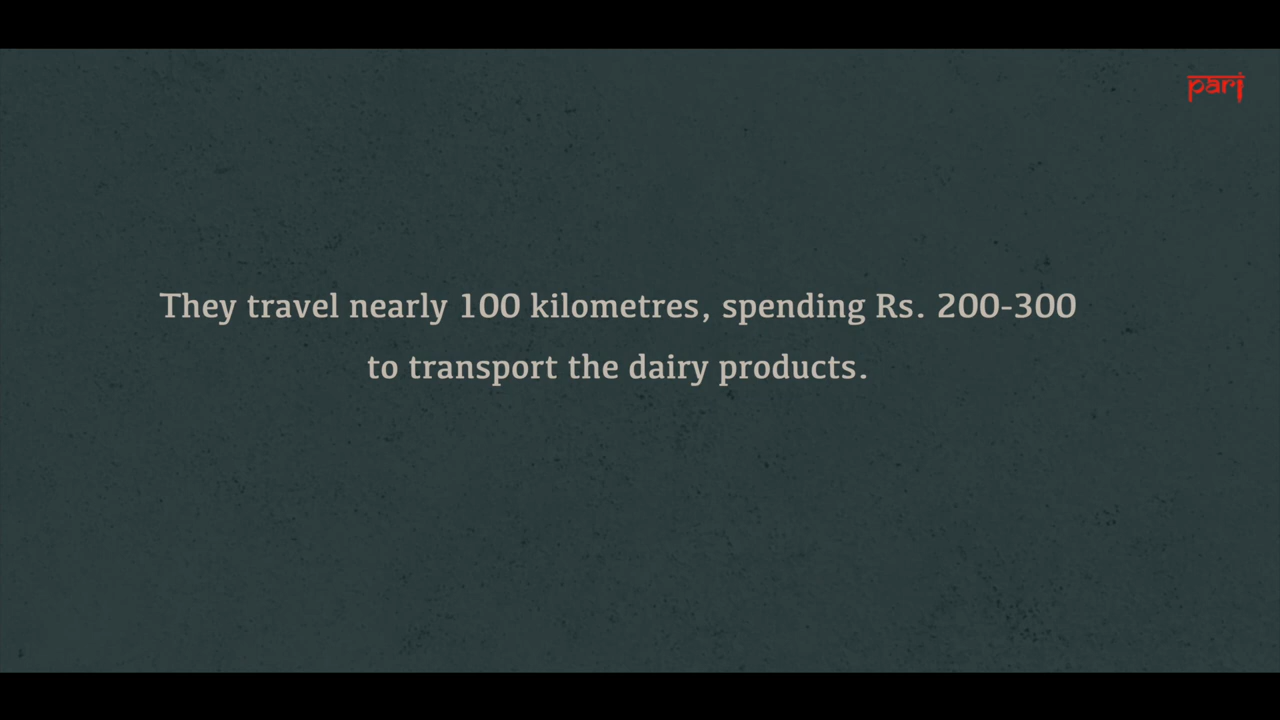 pari
They travel nearly 100 kilometres, spending Rs. 200-300
to transport the dairy products.